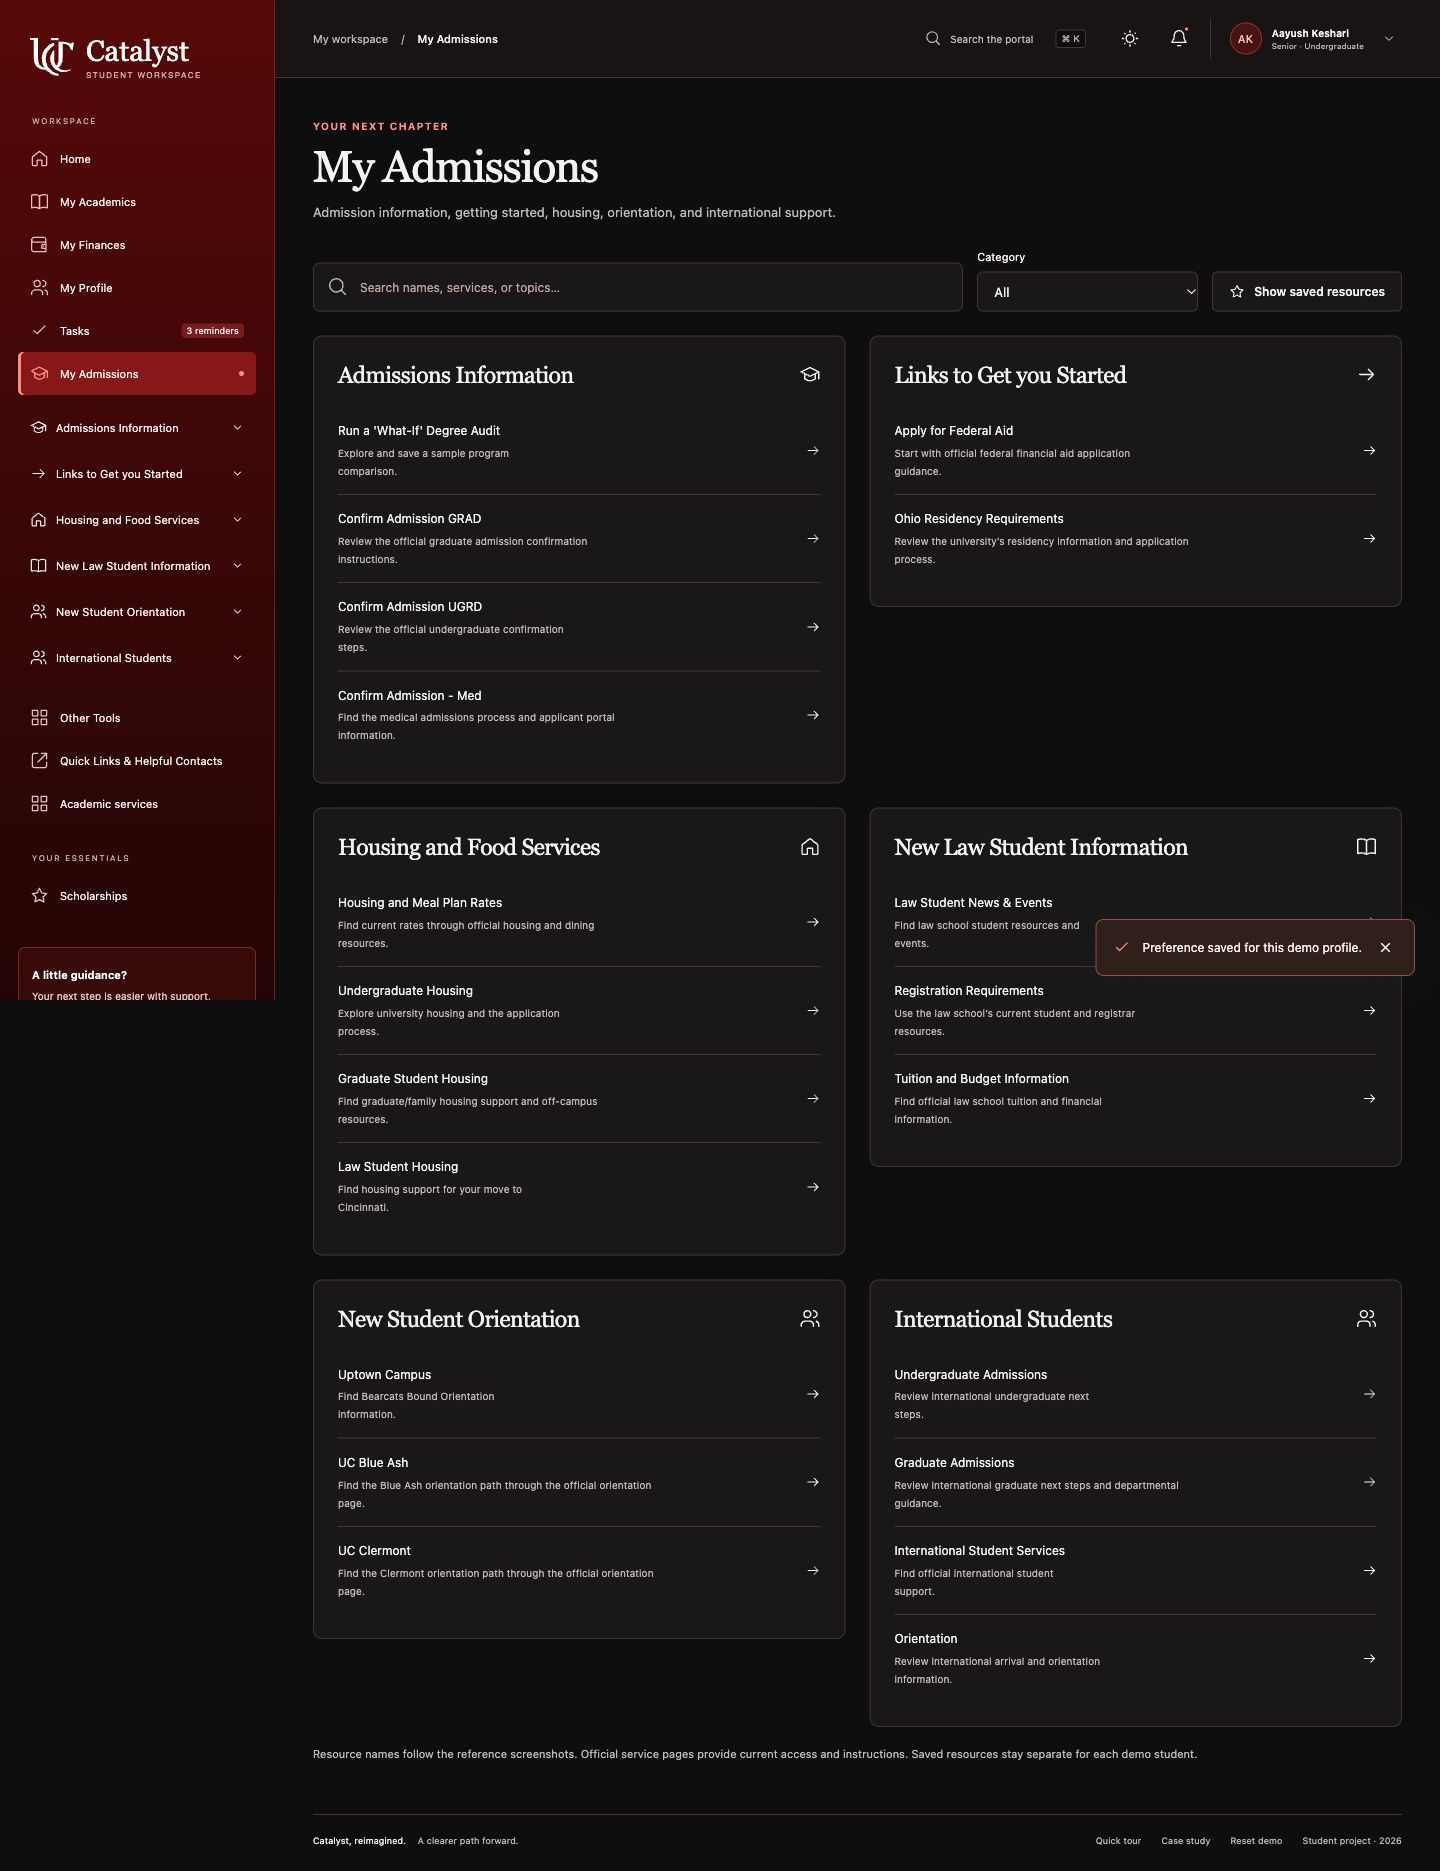 UC Catalyst
STUDENT WORKSPACE
WORKSPACE
Home
My Academics
My Finances
My Profile
Tasks 3 reminders
My Admissions
Admissions Information
Links to Get you Started
Housing and Food Services
New Law Student Information
New Student Orientation
International Students
Other Tools
Quick Links & Helpful Contacts
Academic services
YOUR ESSENTIALS
Scholarships
A little guidance?
Your next step is easier with support.
My workspace / My Admissions
Search the portal ⌘ K
AK
Aayush Keshari
Senior · Undergraduate
YOUR NEXT CHAPTER
My Admissions
Admission information, getting started, housing, orientation, and international support.
Search names, services, or topics...
Category
All
Show saved resources
Admissions Information
Run a 'What-If' Degree Audit
Explore and save a sample program
comparison.
Confirm Admission GRAD
Review the official graduate admission confirmation
instructions.
Confirm Admission UGRD
Review the official undergraduate confirmation
steps.
Confirm Admission - Med
Find the medical admissions process and applicant portal
information.
Links to Get you Started
Apply for Federal Aid
Start with official federal financial aid application
guidance.
Ohio Residency Requirements
Review the university's residency information and application
process.
Housing and Food Services
Housing and Meal Plan Rates
Find current rates through official housing and dining
resources.
Undergraduate Housing
Explore university housing and the application
process.
Graduate Student Housing
Find graduate/family housing support and off-campus
resources.
Law Student Housing
Find housing support for your move to
Cincinnati.
New Law Student Information
Law Student News & Events
Find law school student resources and
events.
Preference saved for this demo profile.
Registration Requirements
Use the law school's current student and registrar
resources.
Tuition and Budget Information
Find official law school tuition and financial
information.
New Student Orientation
Uptown Campus
Find Bearcats Bound Orientation
information.
UC Blue Ash
Find the Blue Ash orientation path through the official orientation
page.
UC Clermont
Find the Clermont orientation path through the official orientation
page.
International Students
Undergraduate Admissions
Review international undergraduate next
steps.
Graduate Admissions
Review international graduate next steps and departmental
guidance.
International Student Services
Find official international student
support.
Orientation
Review international arrival and orientation
information.
Resource names follow the reference screenshots. Official service pages provide current access and instructions. Saved resources stay separate for each demo student.
Catalyst, reimagined. A clearer path forward.
Quick tour Case study Reset demo Student project · 2026